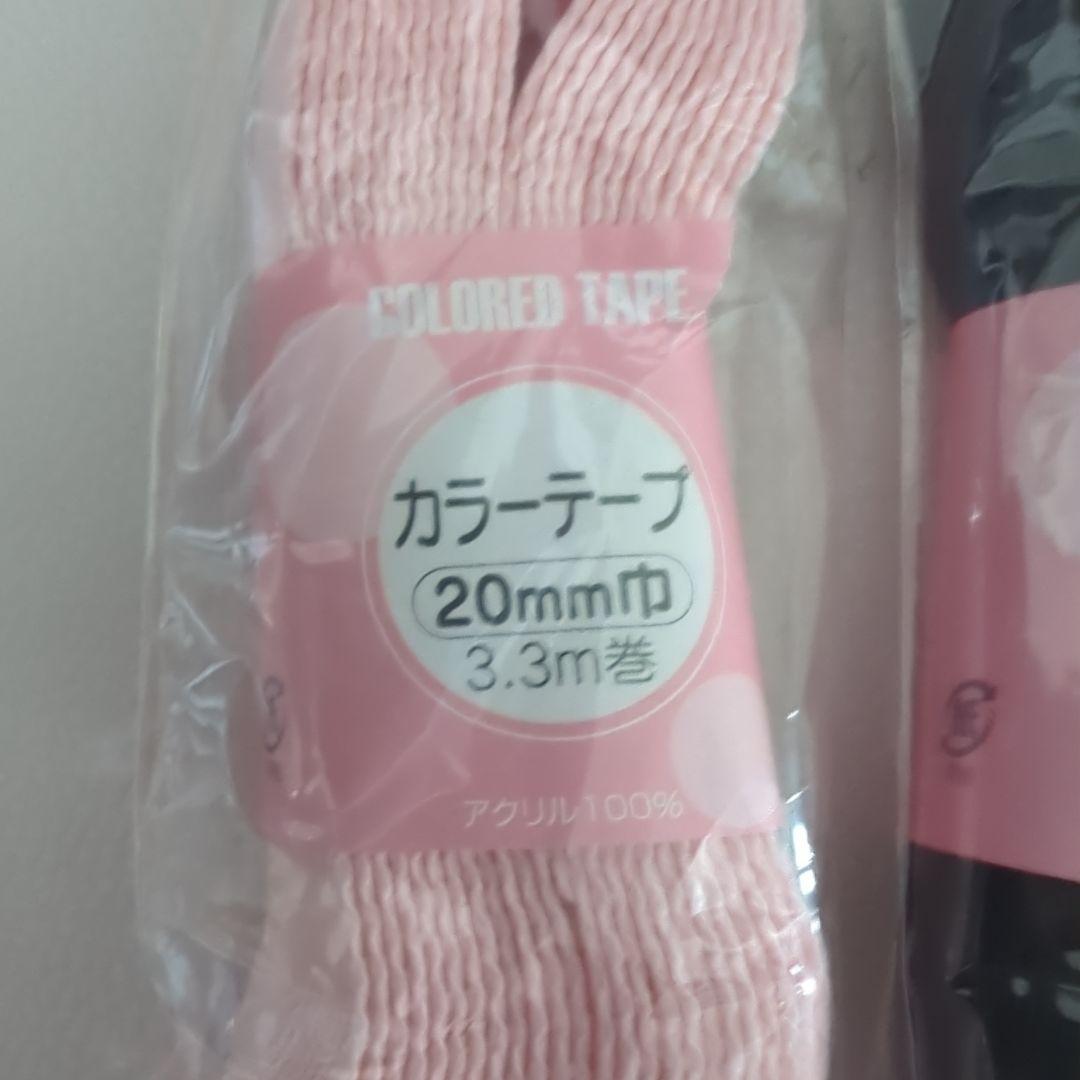 COLORED TAPE
カラーテープ
20mm巾
3.3m巻
アクリル100%